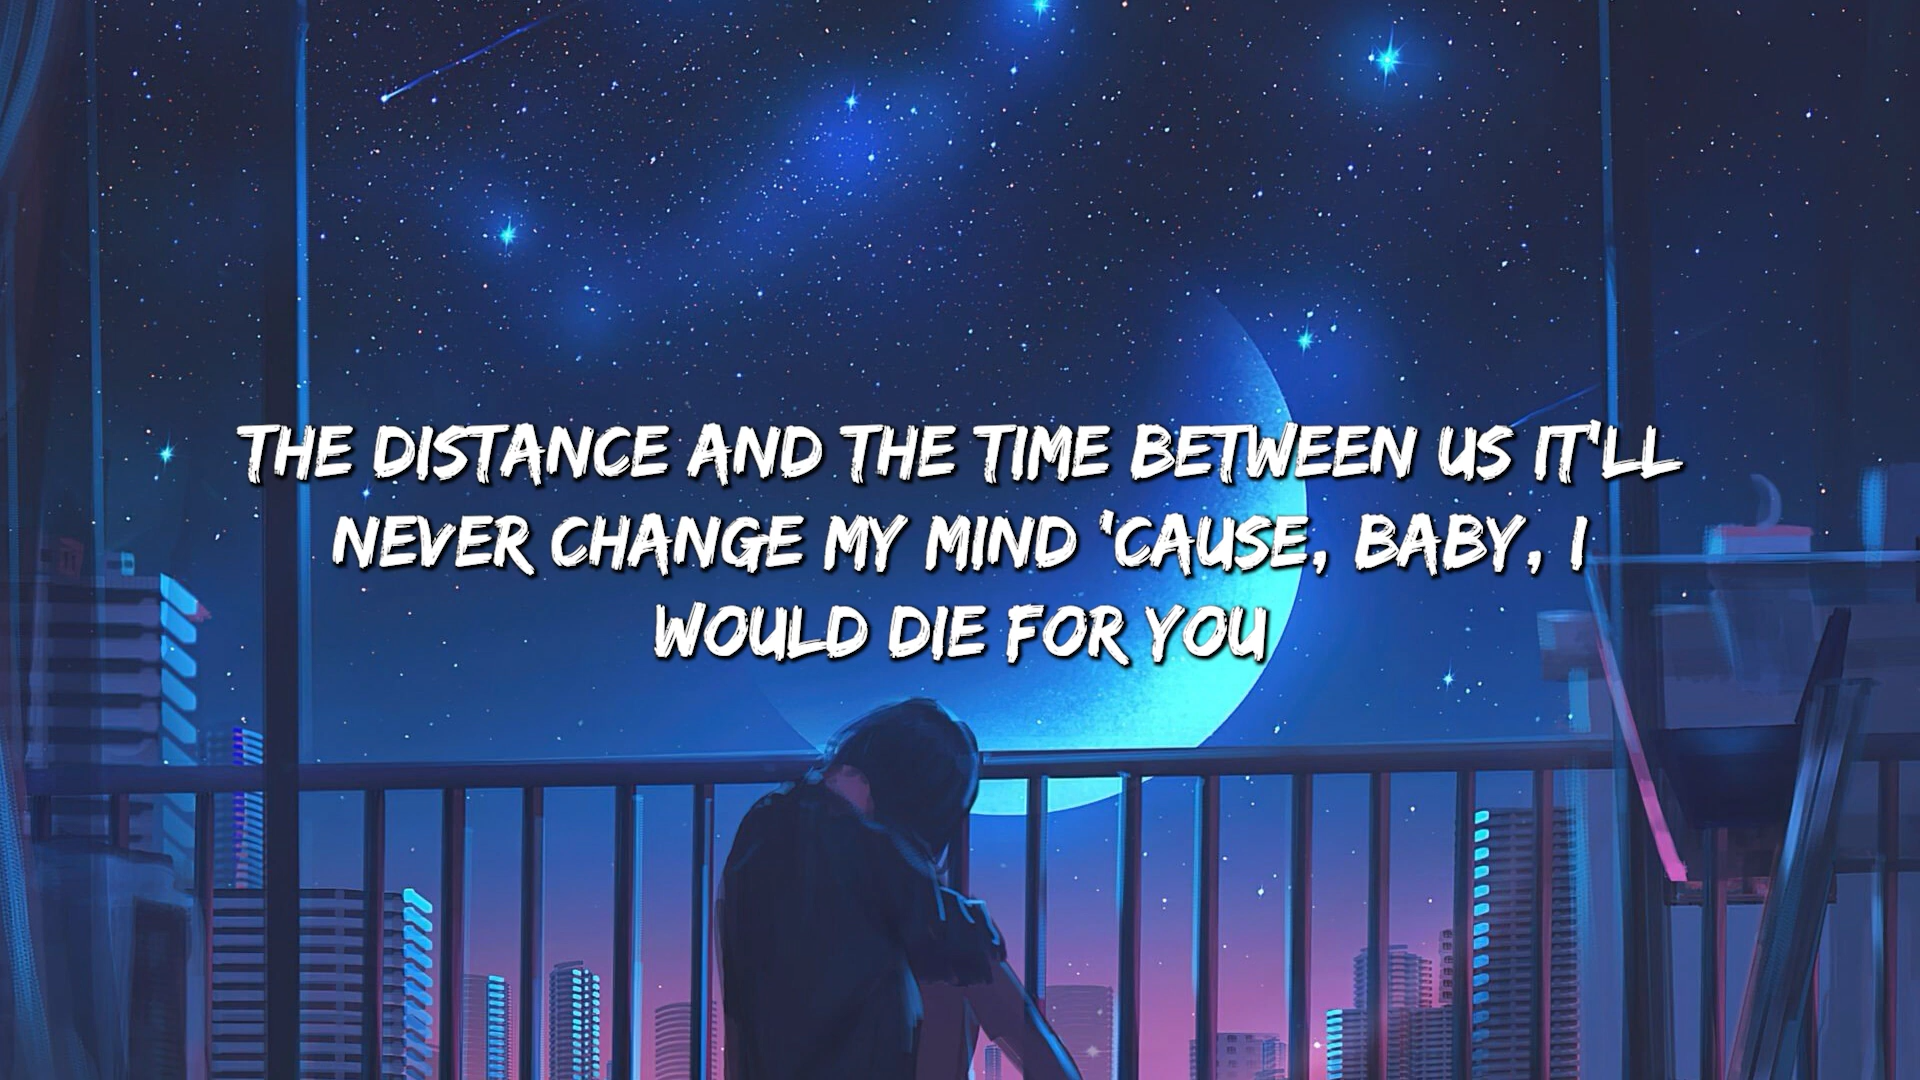 THE DISTANCE AND THE TIME BETWEEN US IT'LL
NEVER CHANGE MY MIND 'CAUSE, BABY, I
WOULD DIE FOR YOU